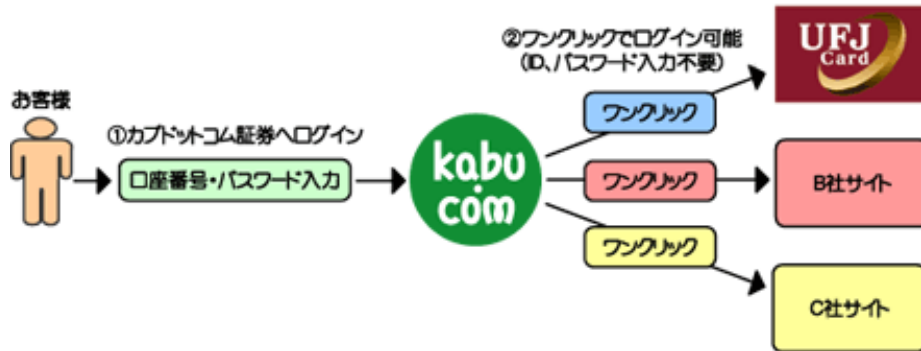 お客様
①カブドットコム証券へログイン
口座番号・パスワード入力
kabu.
com
②ワンクリックでログイン可能
(ID、パスワード入力不要)
ワンクリック
ワンクリック
ワンクリック
UFJ
Card
B社サイト
C社サイト